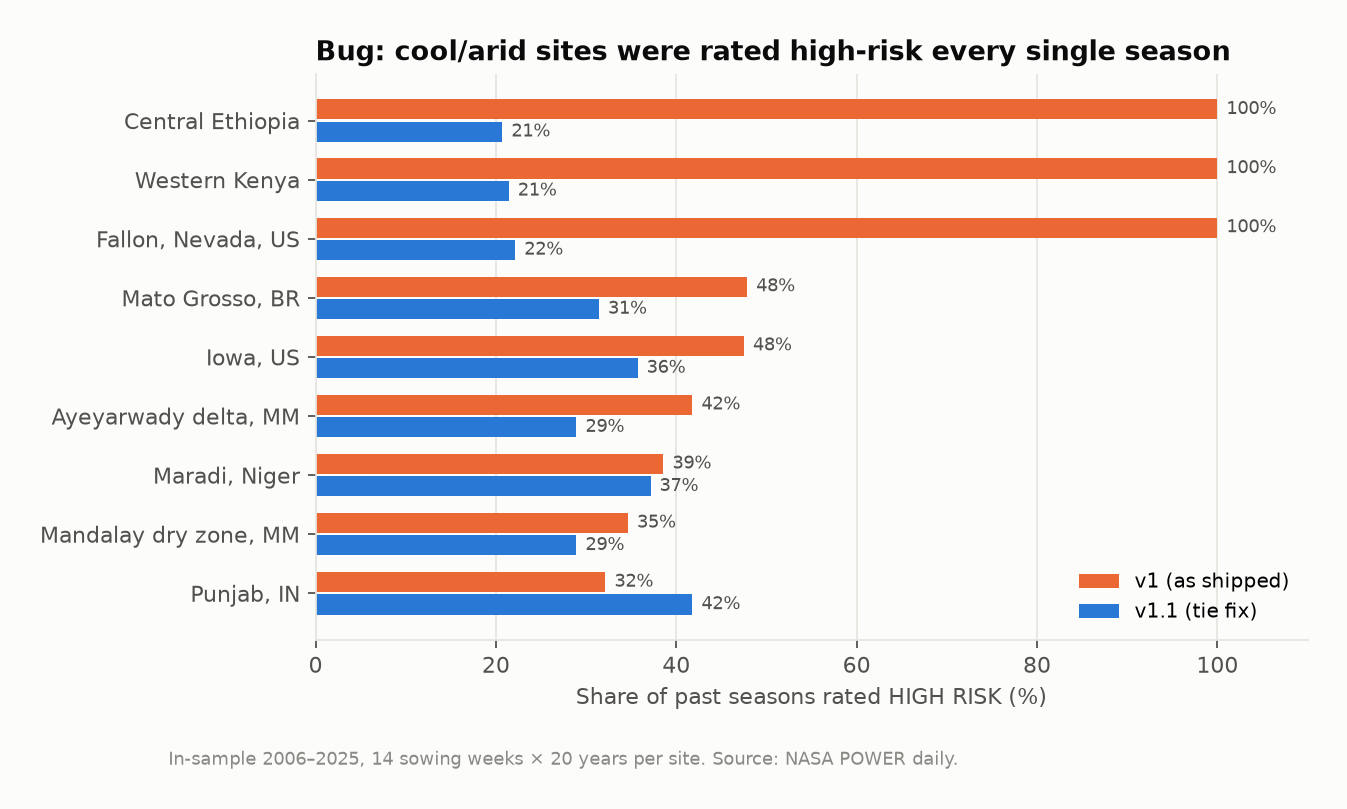 Bug: cool/arid sites were rated high-risk every single season
Central Ethiopia
100%
21%
Western Kenya
100%
21%
Fallon, Nevada, US
100%
22%
Mato Grosso, BR
48%
31%
Iowa, US
48%
36%
Ayeyarwady delta, MM
42%
29%
Maradi, Niger
39%
37%
Mandalay dry zone, MM
35%
29%
Punjab, IN
32%
42%
v1 (as shipped)
v1.1 (tie fix)
0 20 40 60 80 100
Share of past seasons rated HIGH RISK (%)
In-sample 2006–2025, 14 sowing weeks × 20 years per site. Source: NASA POWER daily.